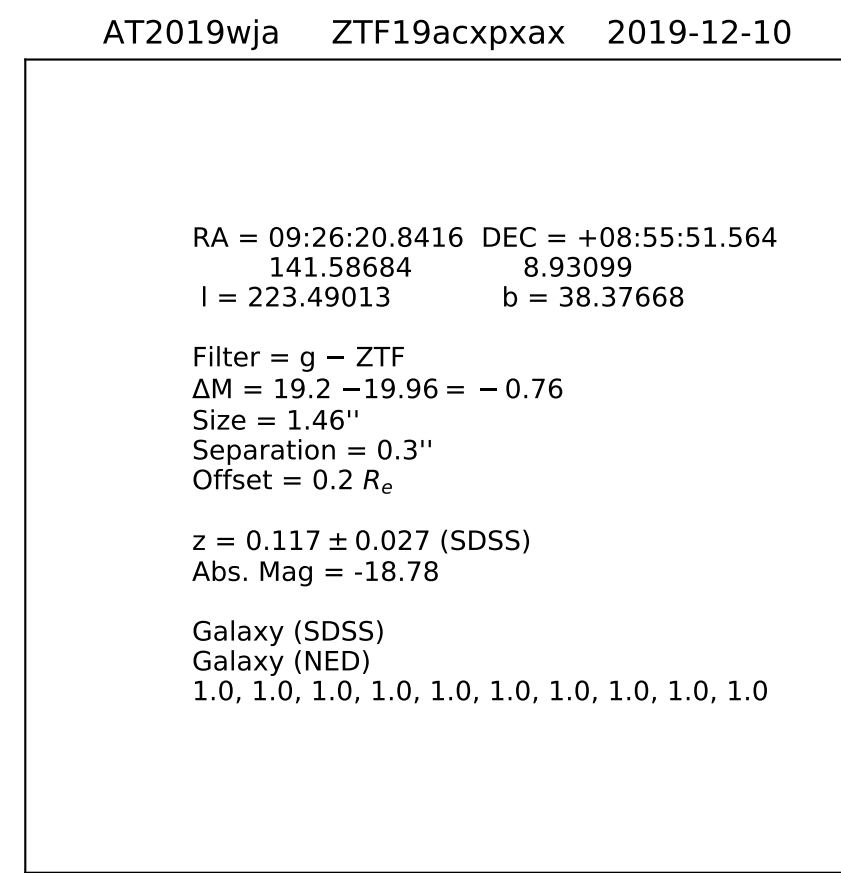 AT2019wja ZTF19acxpxax 2019-12-10
RA = 09:26:20.8416 DEC = +08:55:51.564
141.58684 8.93099
l = 223.49013 b = 38.37668
Filter = g − ZTF
ΔM = 19.2 −19.96 = − 0.76
Size = 1.46''
Separation = 0.3''
Offset = 0.2 Rₑ
z = 0.117 ± 0.027 (SDSS)
Abs. Mag = -18.78
Galaxy (SDSS)
Galaxy (NED)
1.0, 1.0, 1.0, 1.0, 1.0, 1.0, 1.0, 1.0, 1.0, 1.0